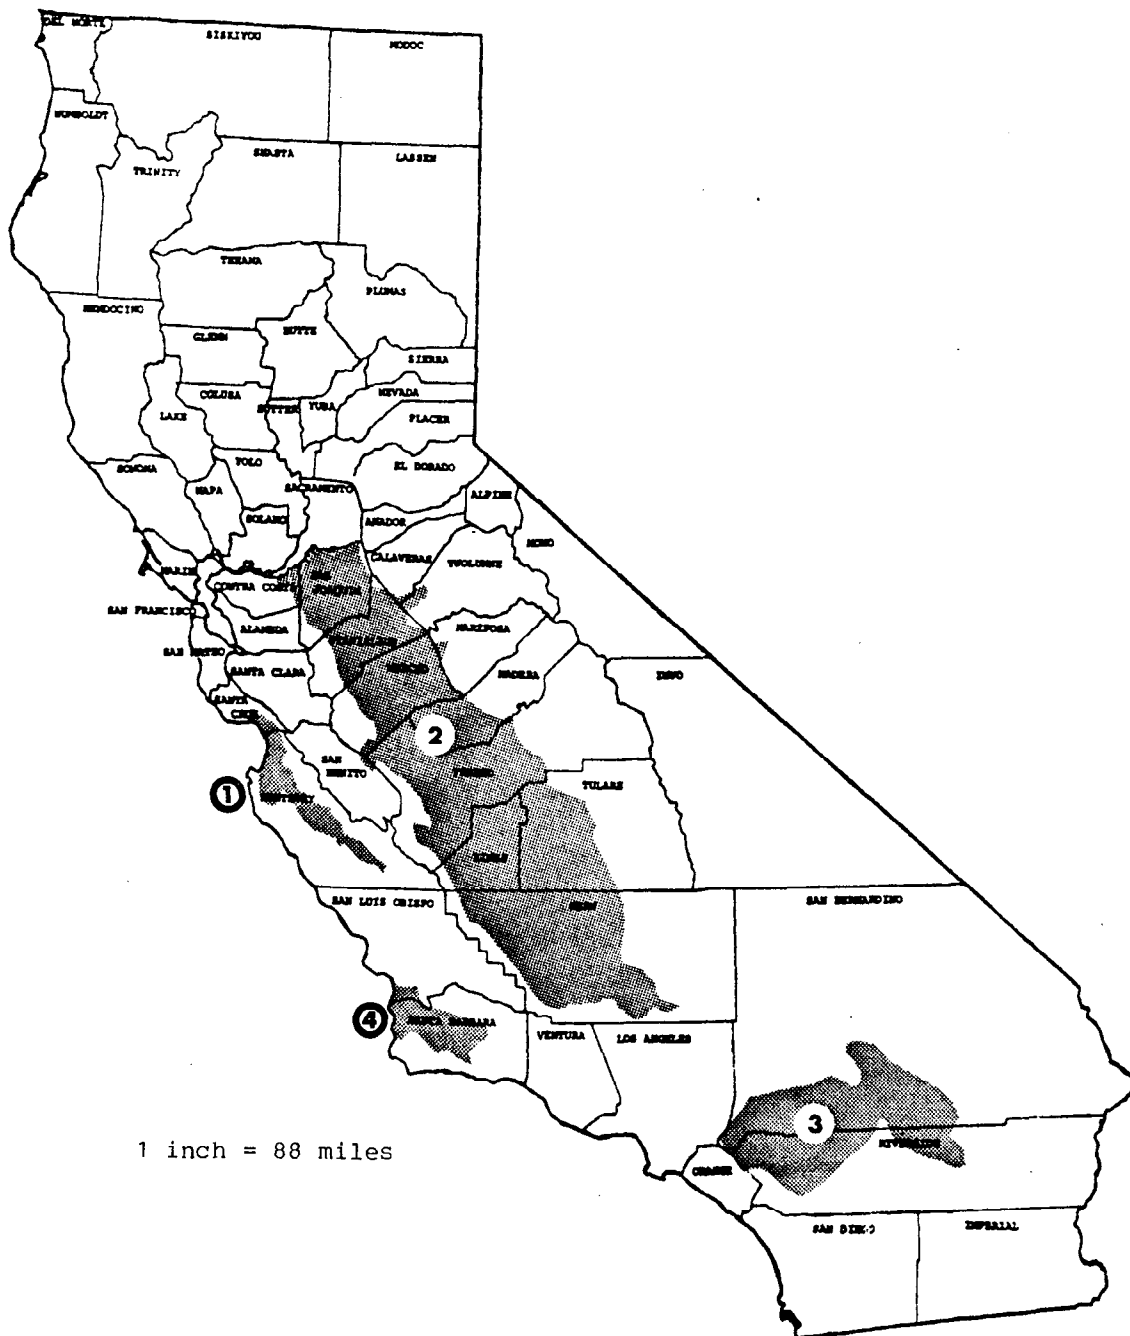 DEL NORTE
SISKIYOU
MODOC
HUMBOLDT
TRINITY
SHASTA
LASSEN
TEHAMA
PLUMAS
MENDOCINO
GLENN
BUTTE
SIERRA
COLUSA
NEVADA
LAKE
SUTTER
YUBA
PLACER
SONOMA
YOLO
EL DORADO
NAPA
SACRAMENTO
ALPINE
SOLANO
AMADOR
MONO
MARIN
CALAVERAS
TUOLUMNE
CONTRA COSTA
SAN
JOAQUIN
SAN FRANCISCO
ALAMEDA
STANISLAUS
MARIPOSA
SAN MATEO
SANTA CLARA
MERCED
MADERA
INYO
SANTA
CRUZ
2
SAN
BENITO
FRESNO
TULARE
1
MONTEREY
KINGS
SAN LUIS OBISPO
KERN
SAN BERNARDINO
4
SANTA BARBARA
VENTURA
LOS ANGELES
3
RIVERSIDE
1 inch = 88 miles
ORANGE
SAN DIEGO
IMPERIAL